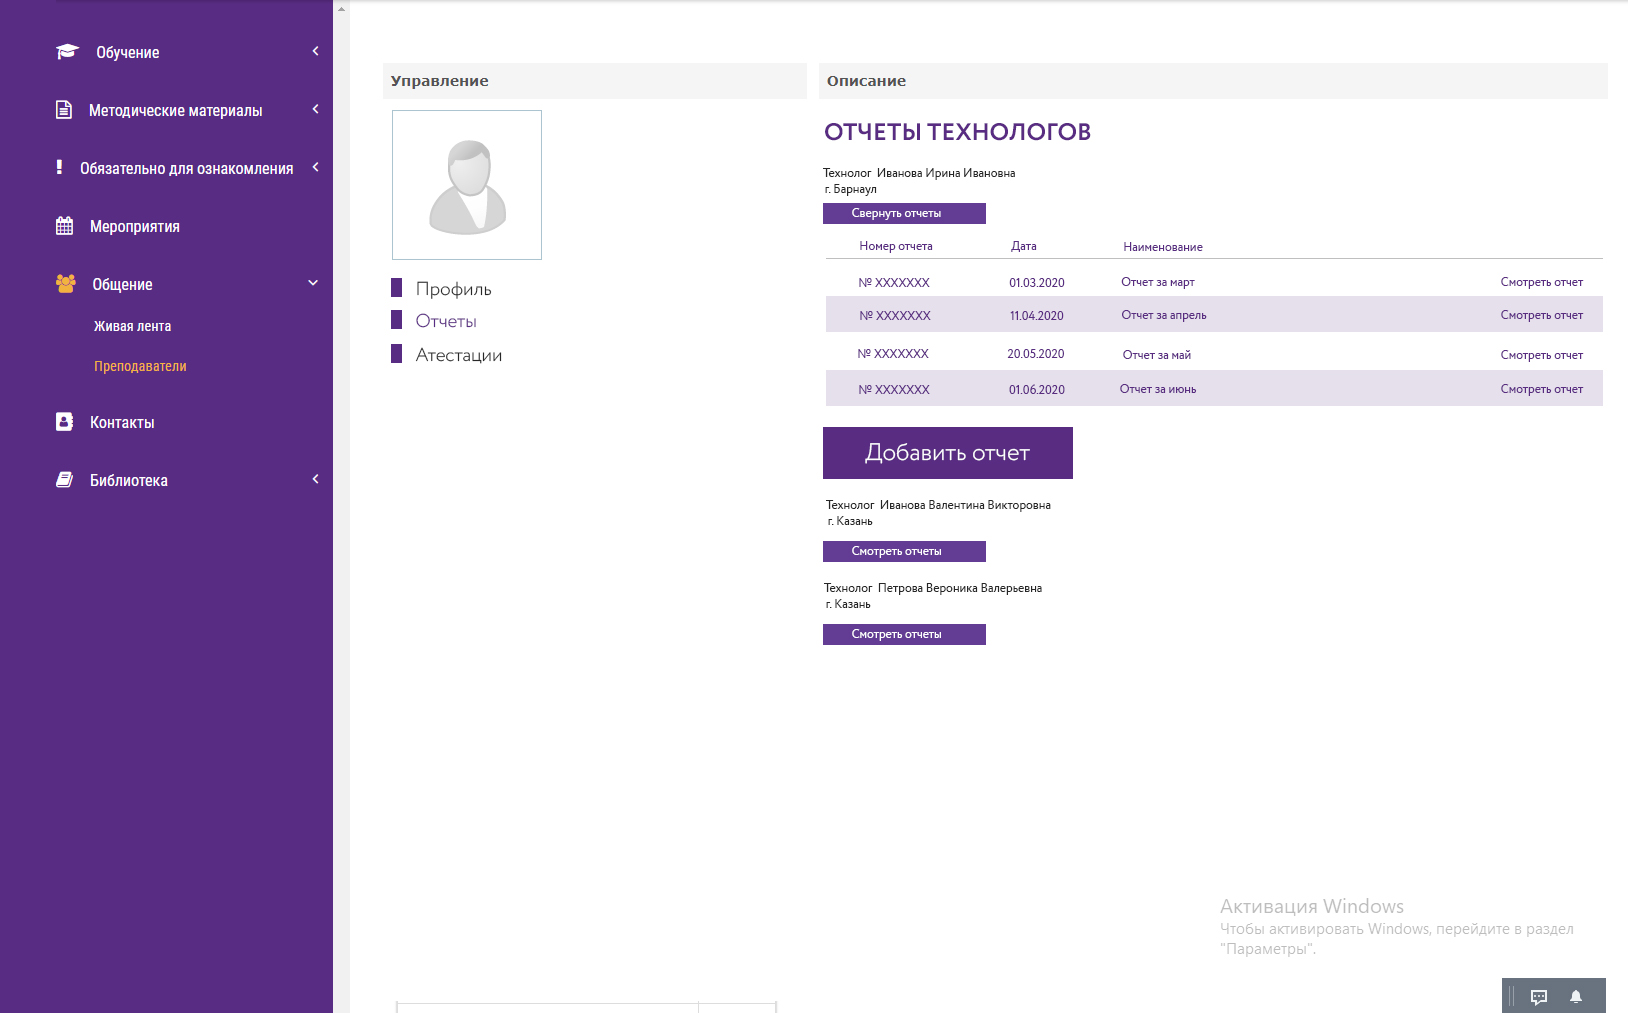 Обучение
Методические материалы
Обязательно для ознакомления
Мероприятия
Общение
Живая лента
Преподаватели
Контакты
Библиотека
Управление
Профиль
Отчеты
Атестации
Описание
ОТЧЕТЫ ТЕХНОЛОГОВ
Технолог Иванова Ирина Ивановна
г. Барнаул
Свернуть отчеты
Номер отчета Дата Наименование
№ XXXXXXX 01.03.2020 Отчет за март Смотреть отчет
№ XXXXXXX 11.04.2020 Отчет за апрель Смотреть отчет
№ XXXXXXX 20.05.2020 Отчет за май Смотреть отчет
№ XXXXXXX 01.06.2020 Отчет за июнь Смотреть отчет
Добавить отчет
Технолог Иванова Валентина Викторовна
г. Казань
Смотреть отчеты
Технолог Петрова Вероника Валерьевна
г. Казань
Смотреть отчеты
Активация Windows
Чтобы активировать Windows, перейдите в раздел
"Параметры".